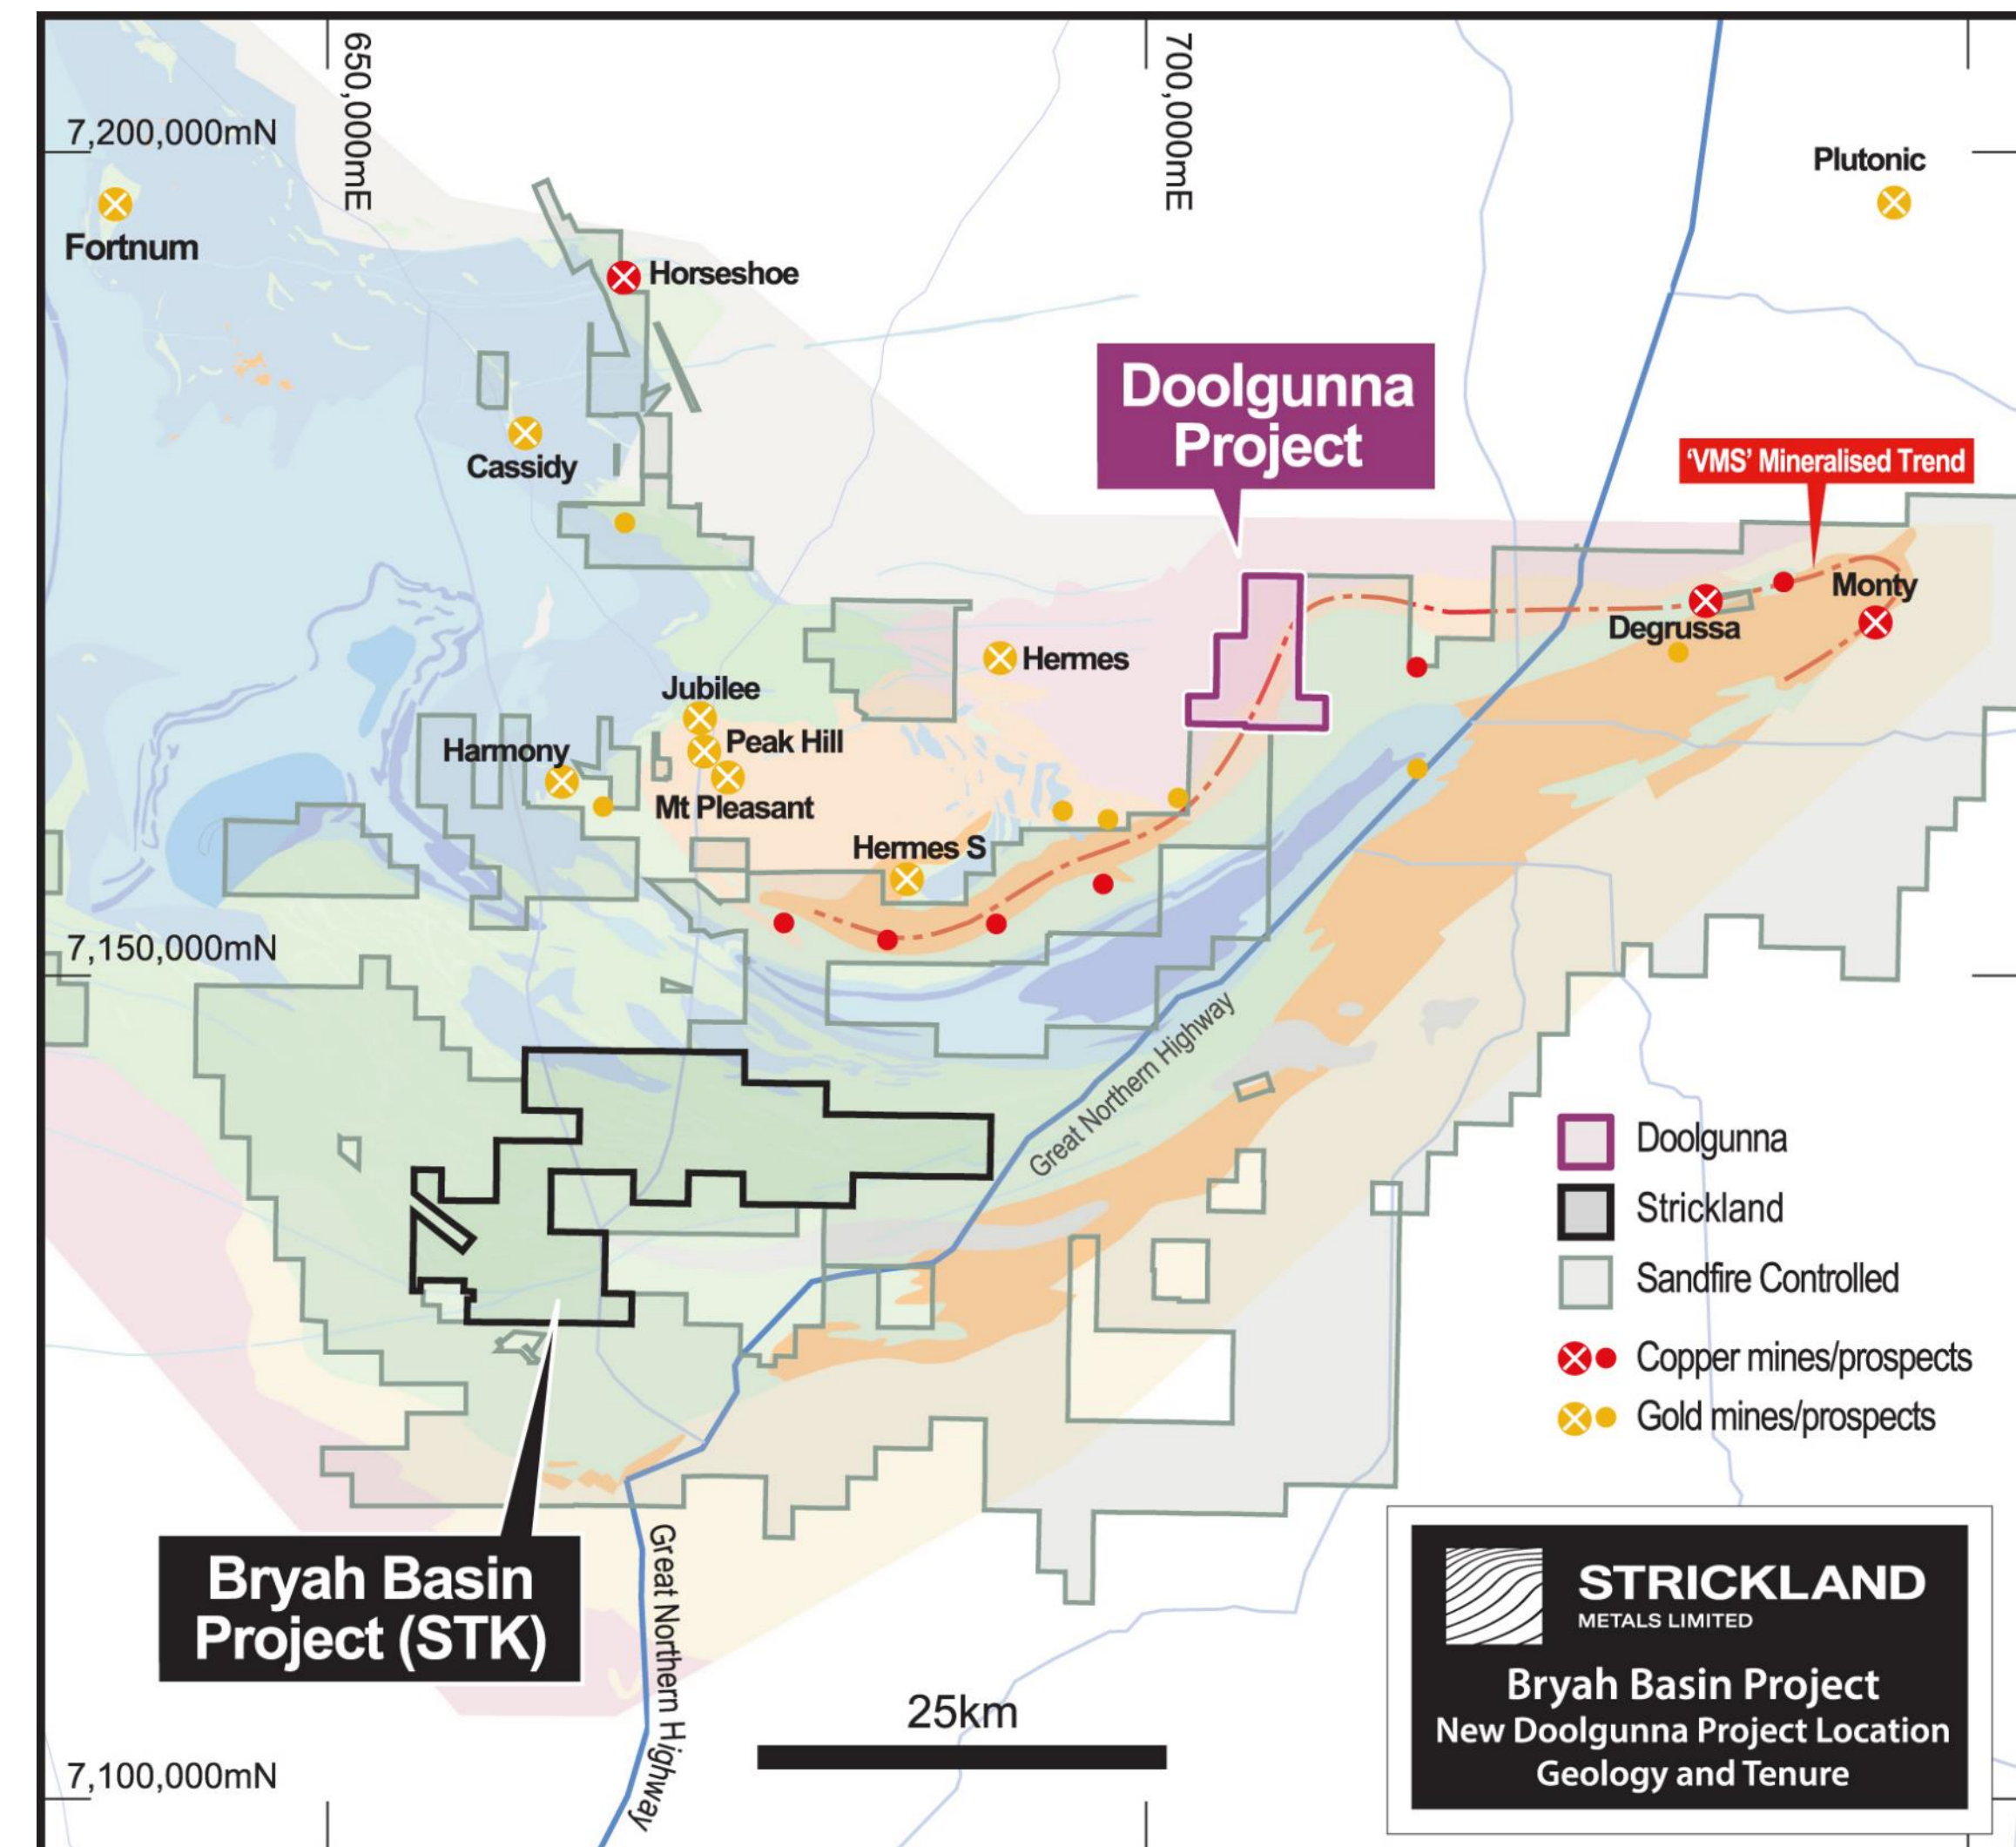 650,000mE
700,000mE
7,200,000mN
Plutonic
Fortnum
Horseshoe
Doolgunna
Project
'VMS' Mineralised Trend
Cassidy
Monty
Degrussa
Hermes
Jubilee
Peak Hill
Harmony
Mt Pleasant
Hermes S
7,150,000mN
Great Northern Highway
Doolgunna
Strickland
Sandfire Controlled
Copper mines/prospects
Gold mines/prospects
Bryah Basin
Project (STK)
Great Northern Highway
25km
7,100,000mN
STRICKLAND
METALS LIMITED
Bryah Basin Project
New Doolgunna Project Location
Geology and Tenure